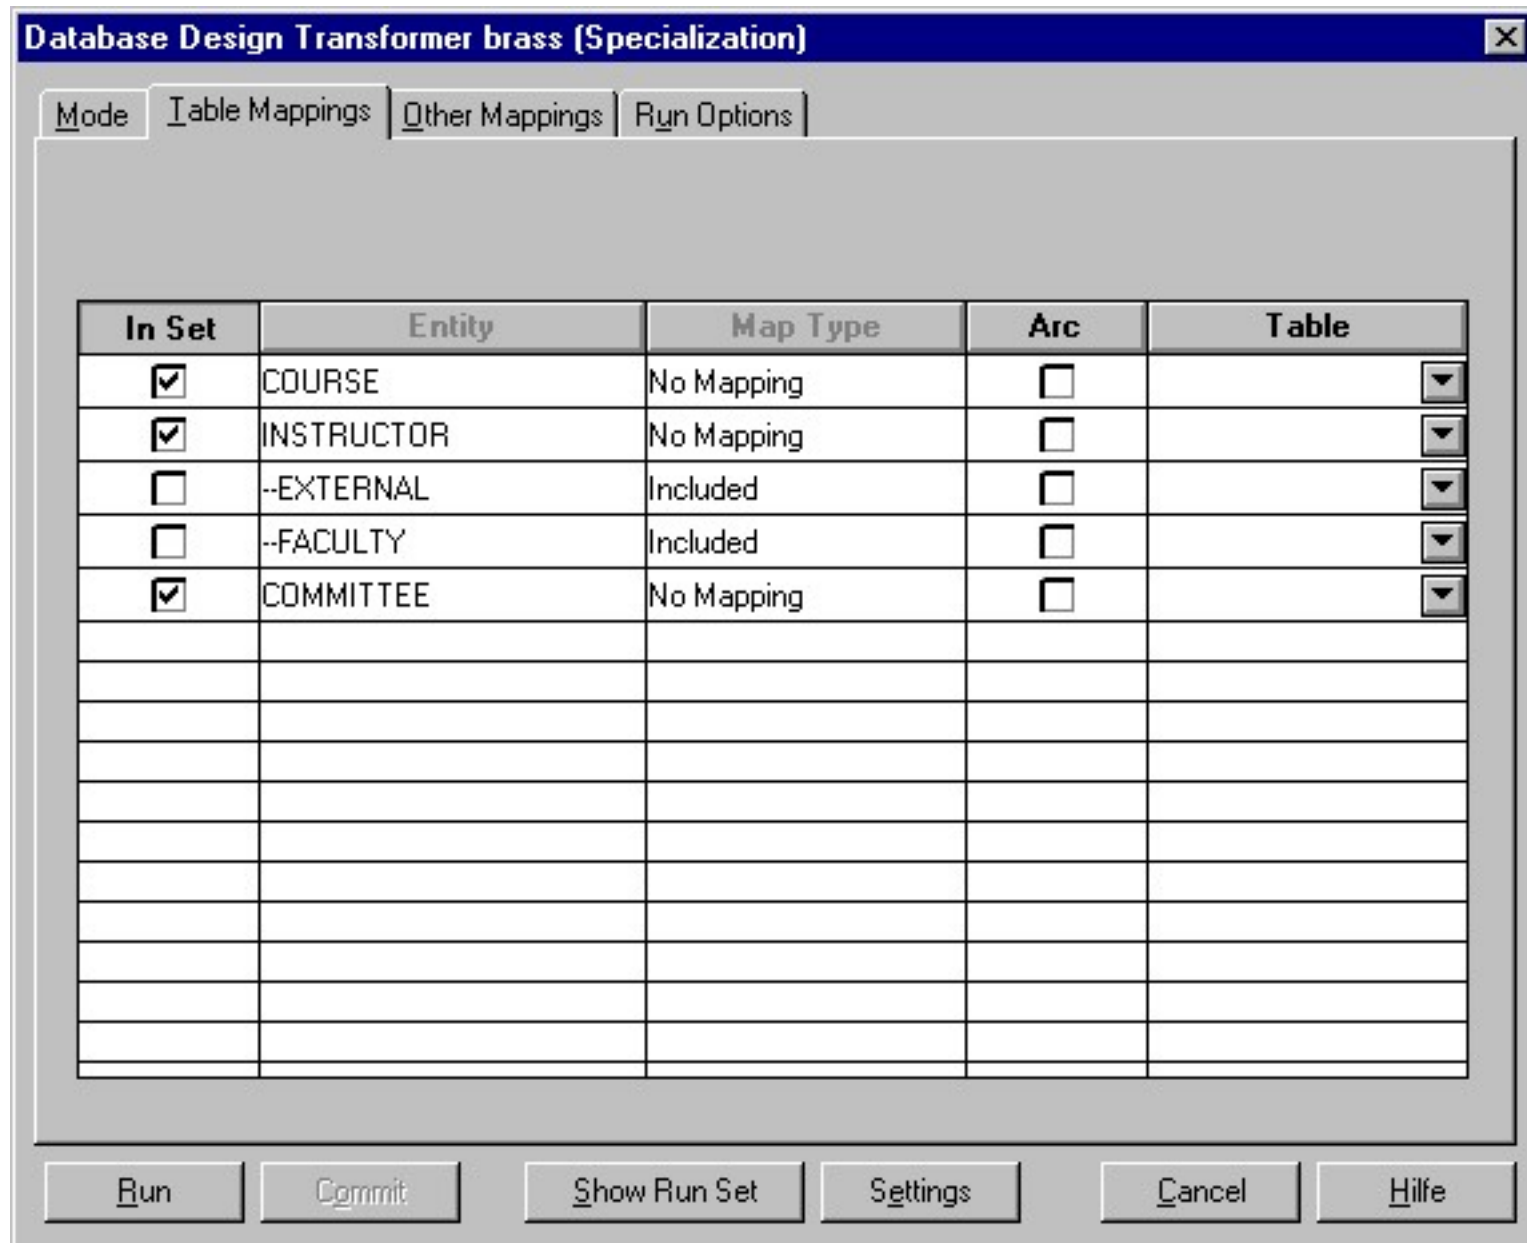 Database Design Transformer brass (Specialization)
Mode Table Mappings Other Mappings Run Options
In Set Entity Map Type Arc Table
COURSE No Mapping
INSTRUCTOR No Mapping
--EXTERNAL Included
--FACULTY Included
COMMITTEE No Mapping
Run Commit Show Run Set Settings Cancel Hilfe